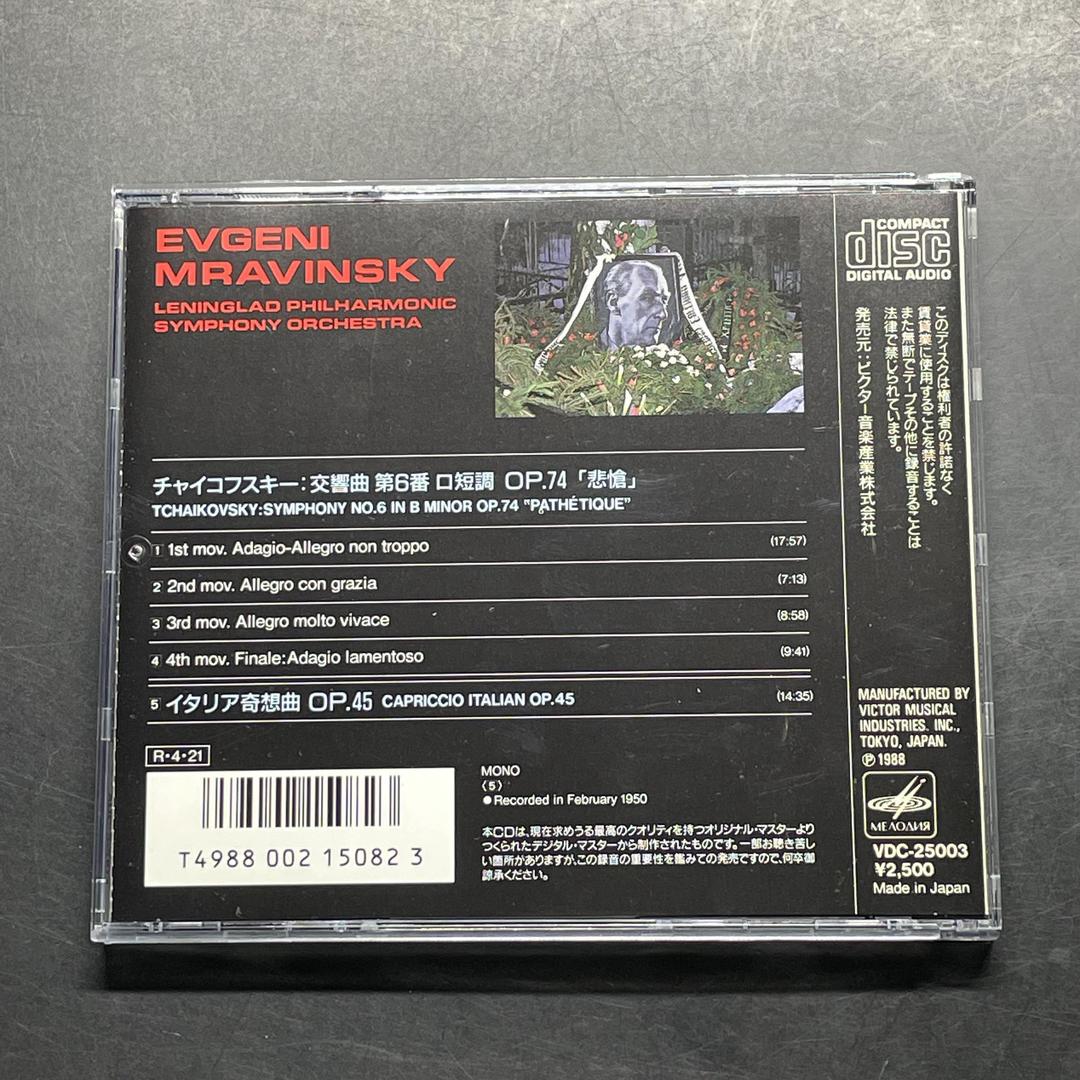 EVGENI
MRAVINSKY
LENINGLAD PHILHARMONIC
SYMPHONY ORCHESTRA
チャイコフスキー:交響曲 第6番 ロ短調 OP.74「悲愴」
TCHAIKOVSKY:SYMPHONY NO.6 IN B MINOR OP.74 "PATHÉTIQUE"
1 1st mov. Adagio-Allegro non troppo (17:57)
2 2nd mov. Allegro con grazia (7:13)
3 3rd mov. Allegro molto vivace (8:58)
4 4th mov. Finale:Adagio lamentoso (9:41)
5 イタリア奇想曲 OP.45 CAPRICCIO ITALIAN OP.45 (14:35)
R・4・21
T4988 002 15082 3
MONO
〈5〉
●Recorded in February 1950
本CDは、現在求めうる最高のクオリティを持つオリジナル・マスターより
つくられたデジタル・マスターから制作されたものです。一部お聴き苦し
い箇所がありますが、この録音の重要性を鑑みての発売ですので、何卒御
諒承ください。
COMPACT
disc
DIGITAL AUDIO
このディスクは権利者の許諾なく
賃貸業に使用することを禁じます。
また無断でテープその他に録音することは
法律で禁じられています。
発売元:ビクター音楽産業株式会社
MANUFACTURED BY
VICTOR MUSICAL
INDUSTRIES. INC.,
TOKYO, JAPAN.
Ⓟ1988
МЕЛОДИЯ
VDC-25003
¥2,500
Made in Japan